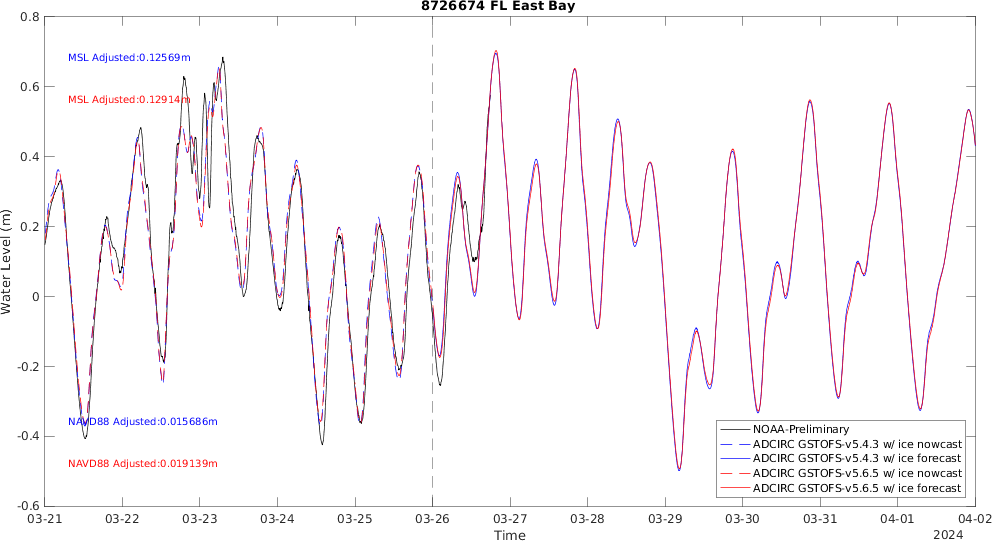 8726674 FL East Bay
0.8
0.6
0.4
0.2
0
-0.2
-0.4
-0.6
Water Level (m)
MSL Adjusted:0.12569m
MSL Adjusted:0.12914m
NAVD88 Adjusted:0.015686m
NAVD88 Adjusted:0.019139m
NOAA-Preliminary
ADCIRC GSTOFS-v5.4.3 w/ ice nowcast
ADCIRC GSTOFS-v5.4.3 w/ ice forecast
ADCIRC GSTOFS-v5.6.5 w/ ice nowcast
ADCIRC GSTOFS-v5.6.5 w/ ice forecast
03-21 03-22 03-23 03-24 03-25 03-26 03-27 03-28 03-29 03-30 03-31 04-01 04-02
Time
2024